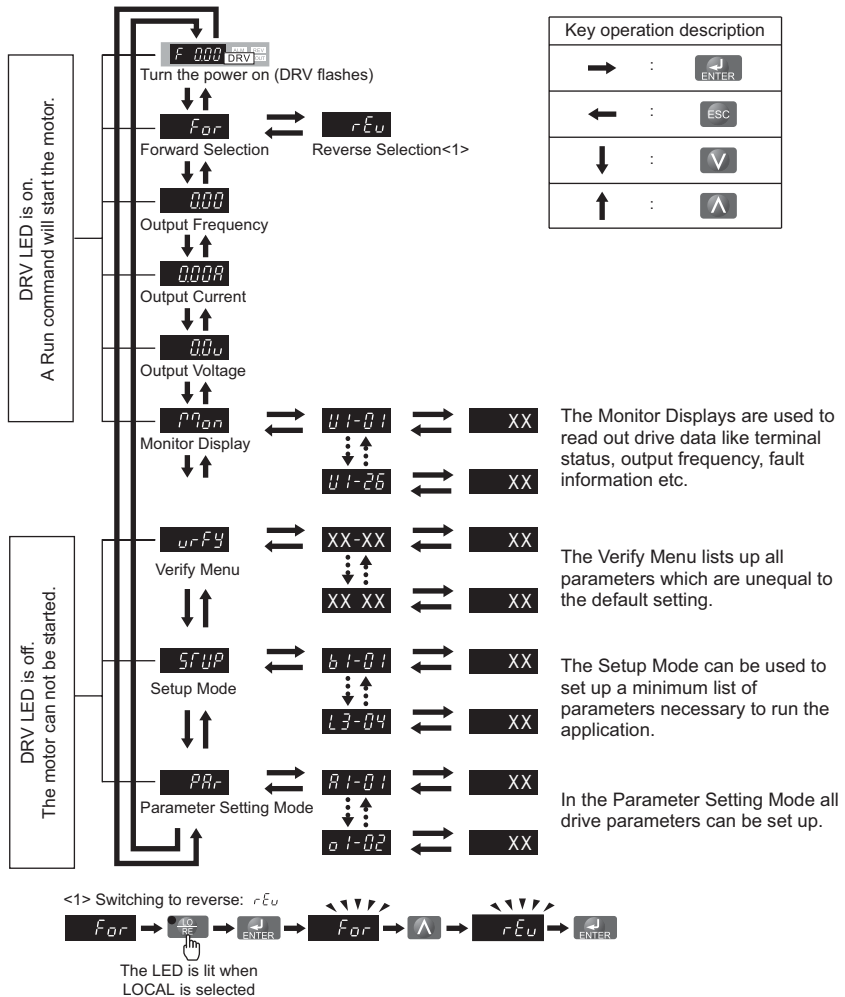 F 0.00 ALM REV DRV OUT
Turn the power on (DRV flashes)
For
rEv
Forward Selection
Reverse Selection<1>
0.00
Output Frequency
0.00A
Output Current
0.0v
Output Voltage
Mon
Monitor Display
U1-01
XX
U1-26
XX
vrFY
Verify Menu
XX-XX
XX
XX XX
XX
STUP
Setup Mode
b1-01
XX
L3-04
XX
PAr
Parameter Setting Mode
A1-01
XX
o1-02
XX
DRV LED is on.
A Run command will start the motor.
DRV LED is off.
The motor can not be started.
Key operation description
→ : ENTER
← : ESC
↓ : V
↑ : Λ
The Monitor Displays are used to
read out drive data like terminal
status, output frequency, fault
information etc.
The Verify Menu lists up all
parameters which are unequal to
the default setting.
The Setup Mode can be used to
set up a minimum list of
parameters necessary to run the
application.
In the Parameter Setting Mode all
drive parameters can be set up.
<1> Switching to reverse: rEv
For LO RE ENTER For Λ rEv ENTER
The LED is lit when
LOCAL is selected